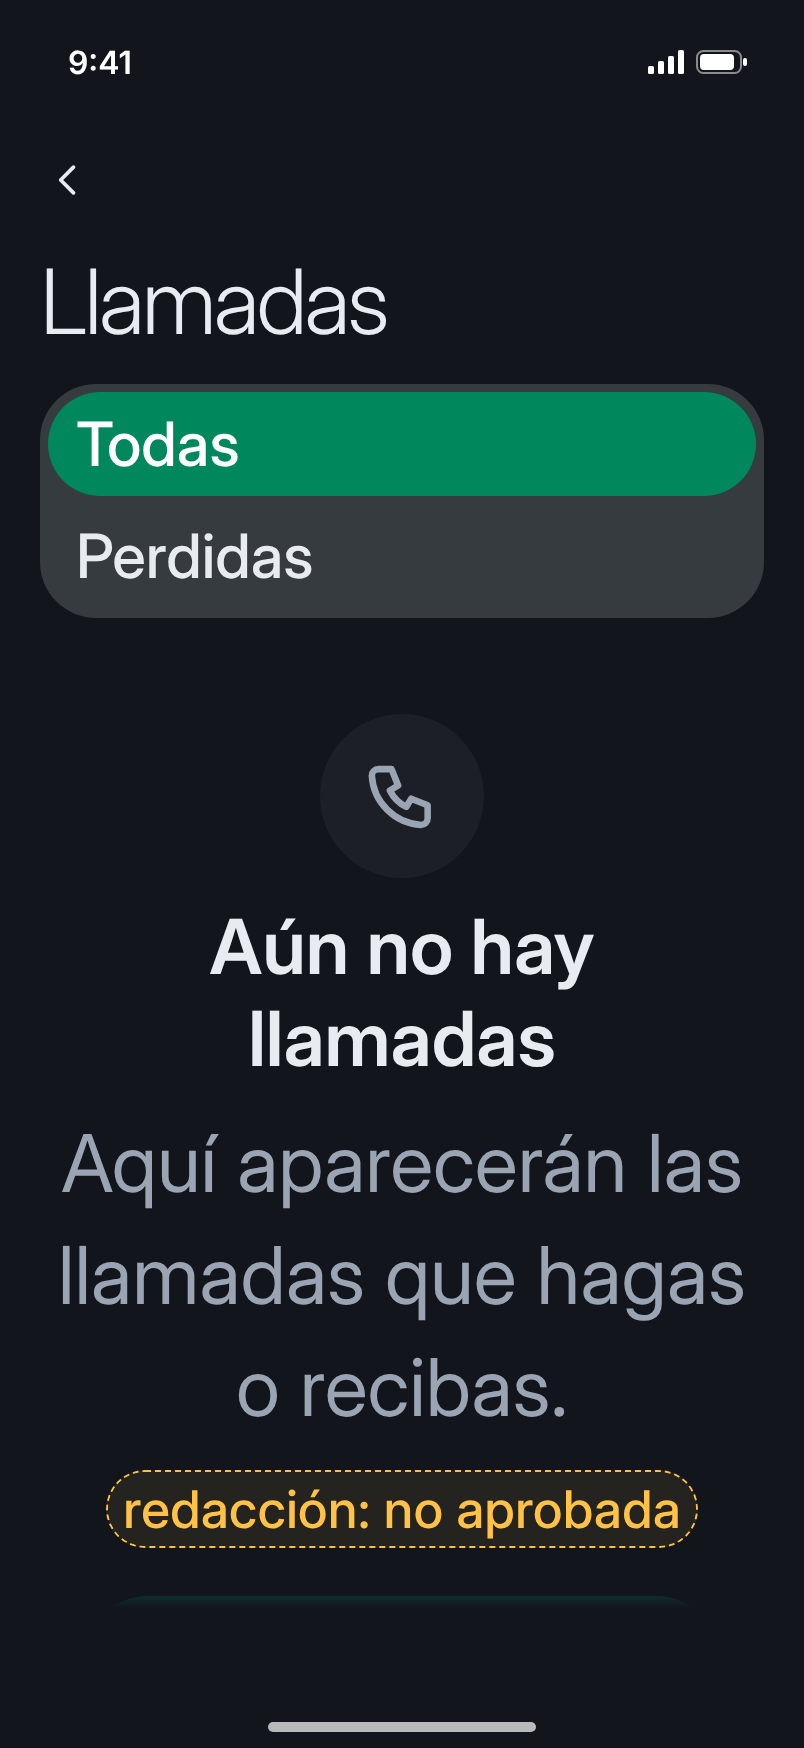 9:41
Llamadas
Todas
Perdidas
Aún no hay
llamadas
Aquí aparecerán las
llamadas que hagas
o recibas.
redacción: no aprobada